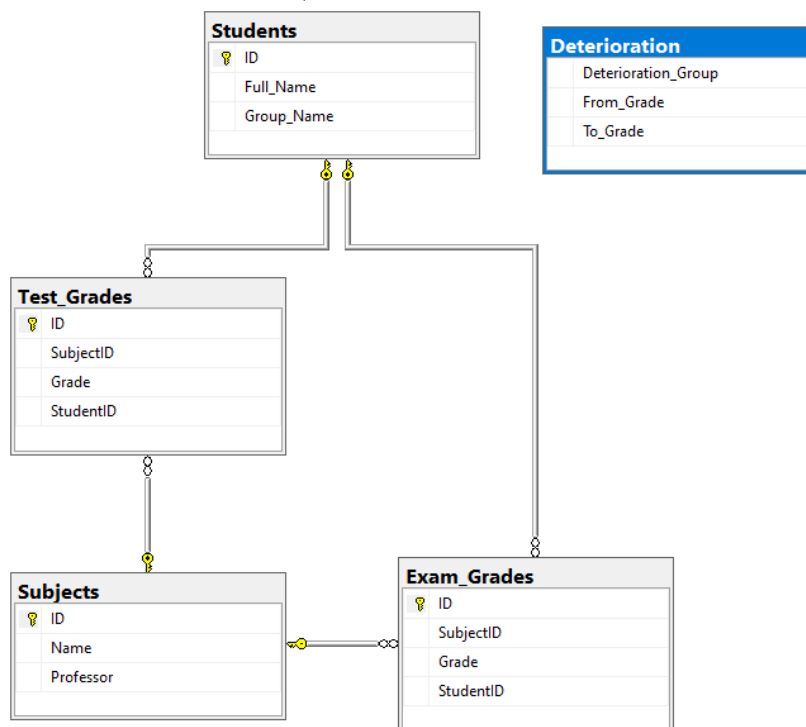 Students
ID
Full_Name
Group_Name
Deterioration
Deterioration_Group
From_Grade
To_Grade
Test_Grades
ID
SubjectID
Grade
StudentID
Subjects
ID
Name
Professor
Exam_Grades
ID
SubjectID
Grade
StudentID